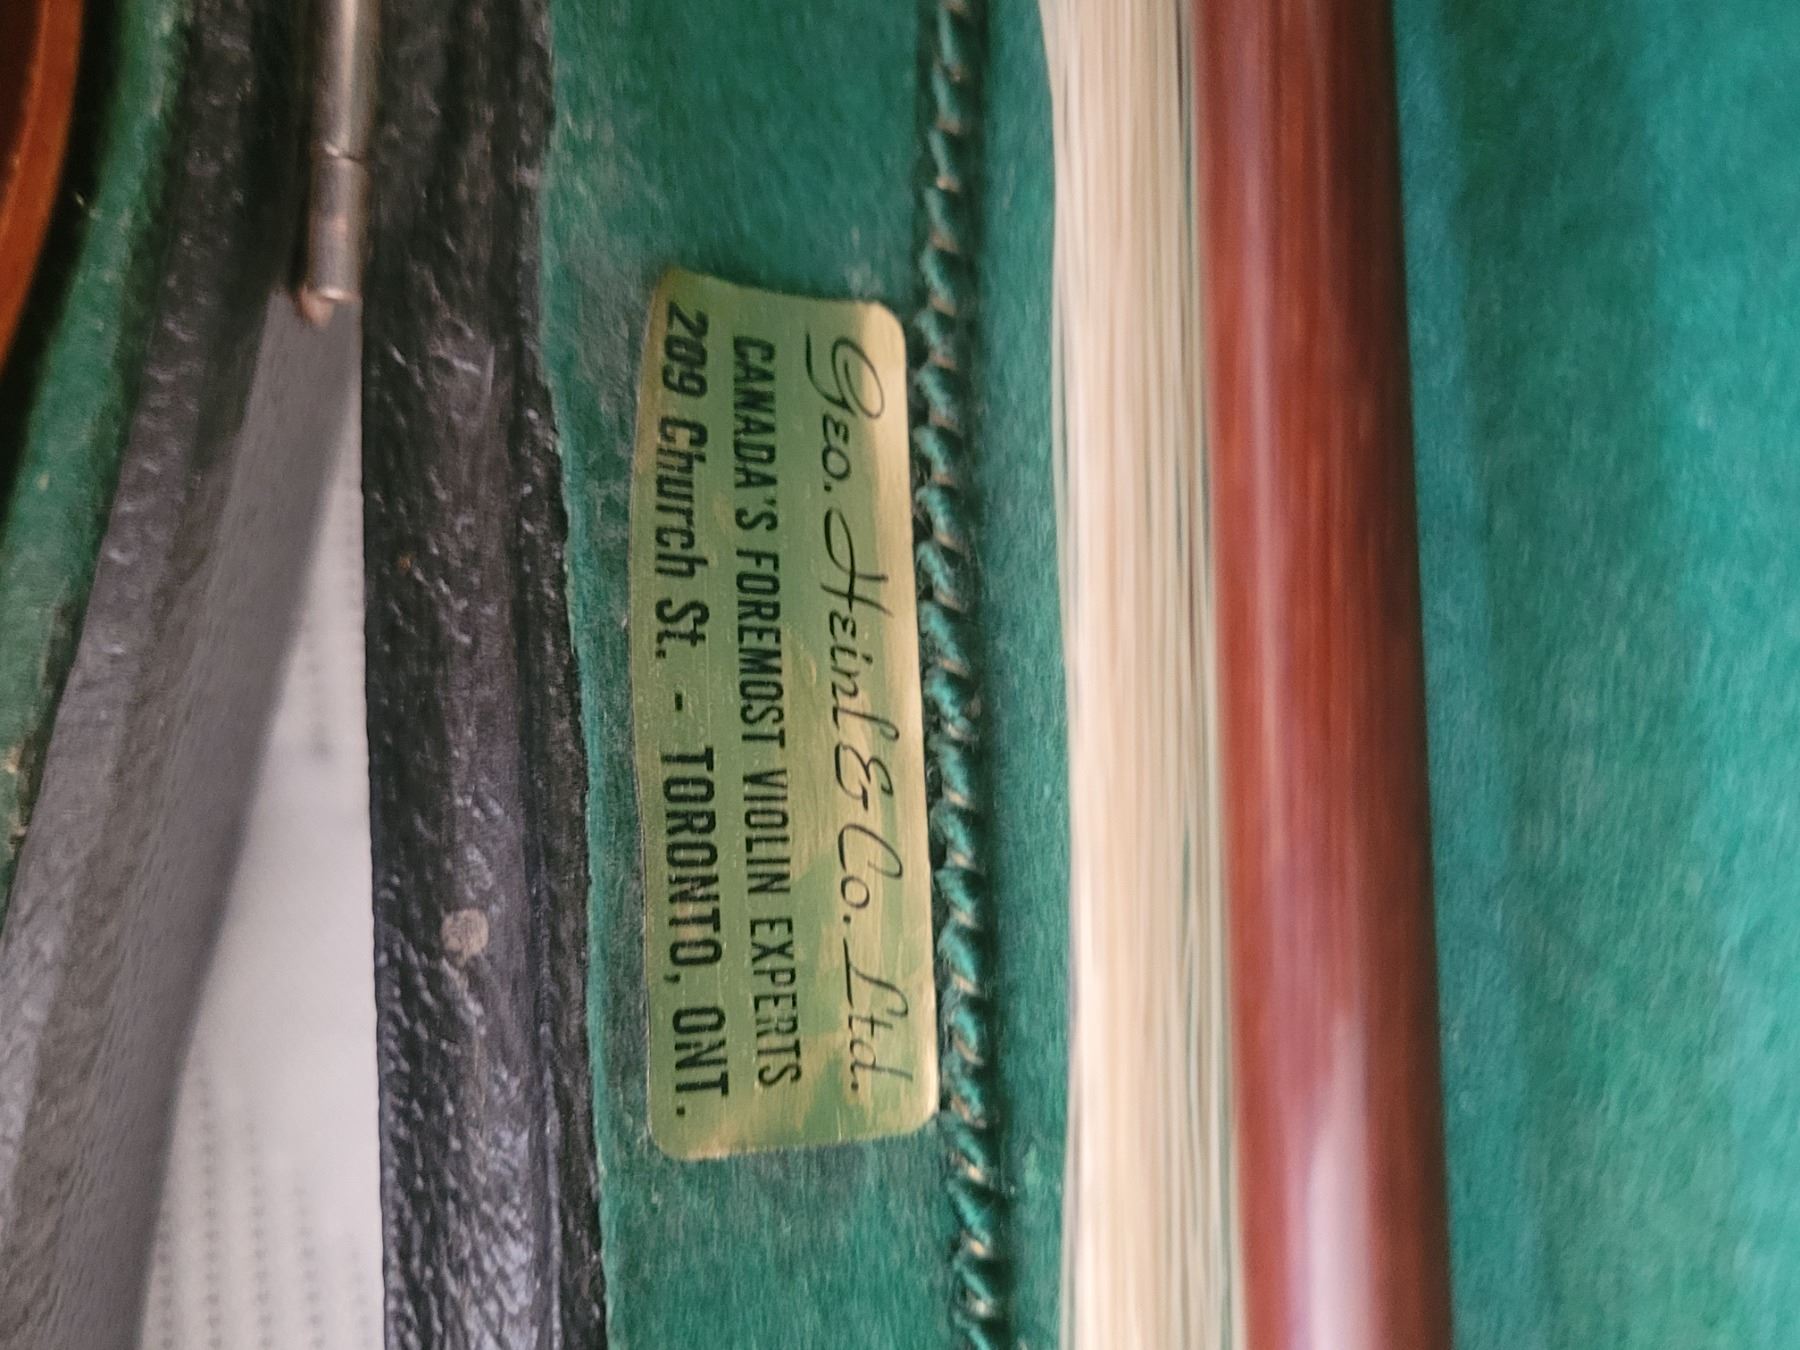 Geo. Heinl & Co. Ltd.
CANADA'S FOREMOST VIOLIN EXPERTS
209 Church St. - TORONTO, ONT.